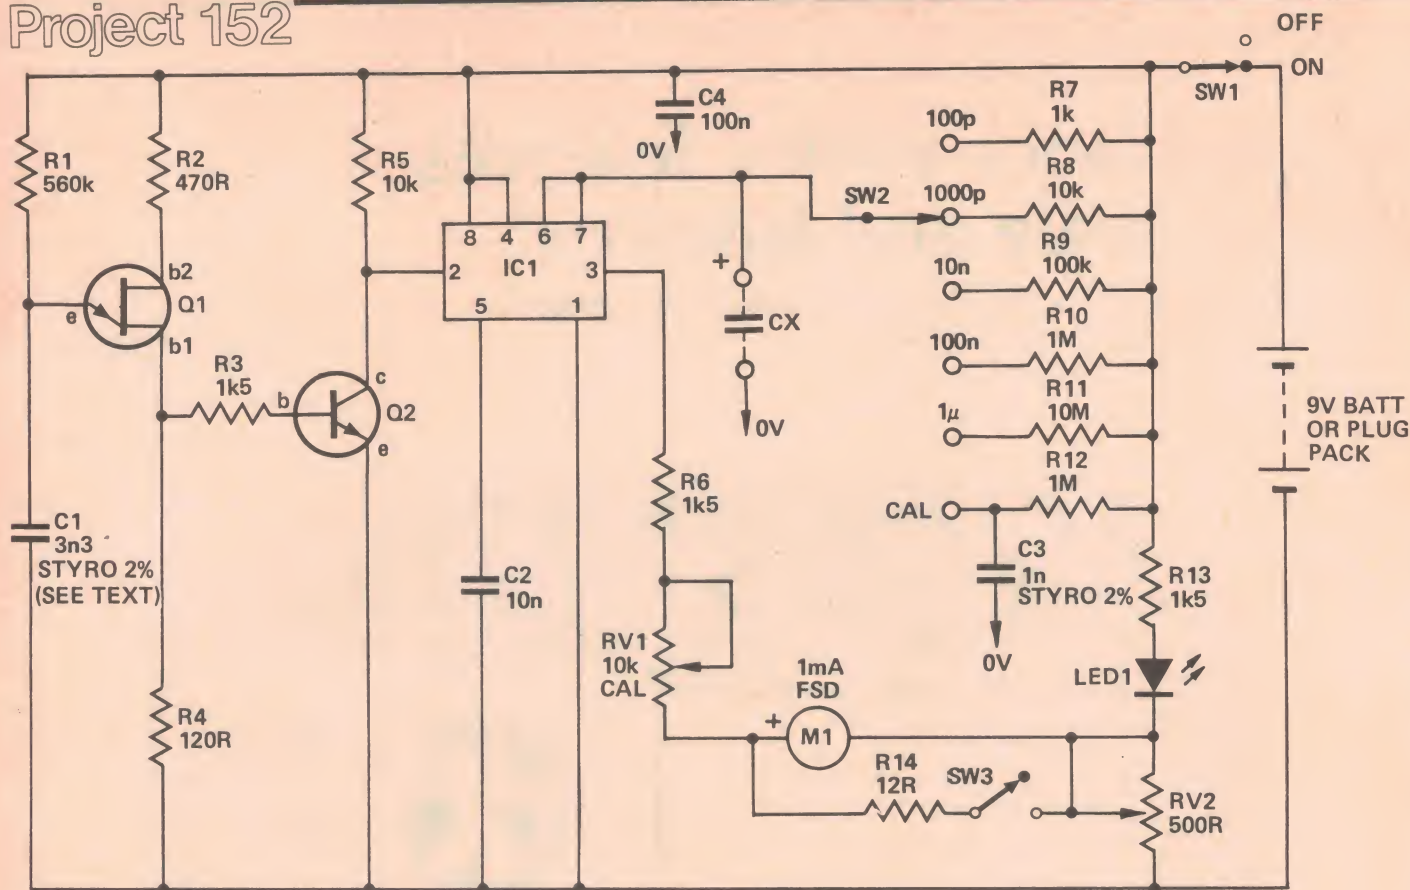 Project 152
OFF
ON
SW1
R1
560k
R2
470R
R5
10k
C4
100n
0V
100p
R7
1k
SW2
1000p
R8
10k
10n
R9
100k
100n
R10
1M
1µ
R11
10M
CAL
R12
1M
8
4
6
7
2
IC1
3
5
1
b2
Q1
e
b1
R3
1k5
b
c
Q2
e
+
CX
0V
9V BATT
OR PLUG
PACK
C1
3n3
STYRO 2%
(SEE TEXT)
C2
10n
R6
1k5
C3
1n
STYRO 2%
0V
R13
1k5
RV1
10k
CAL
1mA
FSD
LED1
+
M1
R4
120R
R14
12R
SW3
RV2
500R